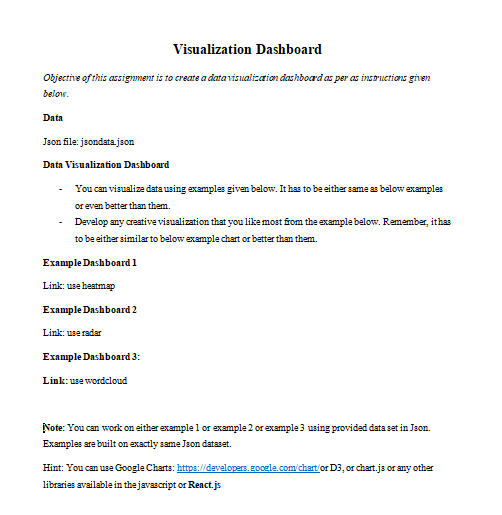 Visualization Dashboard
Objective of this assignment is to create a data visualization dashboard as per as instructions given
below.
Data
Json file: jsondata.json
Data Visualization Dashboard
- You can visualize data using examples given below. It has to be either same as below examples
or even better than them.
- Develop any creative visualization that you like most from the example below. Remember, it has
to be either similar to below example chart or better than them.
Example Dashboard 1
Link: use heatmap
Example Dashboard 2
Link: use radar
Example Dashboard 3:
Link: use wordcloud
Note: You can work on either example 1 or example 2 or example 3 using provided data set in Json.
Examples are built on exactly same Json dataset.
Hint: You can use Google Charts: https://developers.google.com/chart/or D3, or chart.js or any other
libraries available in the javascript or React.js